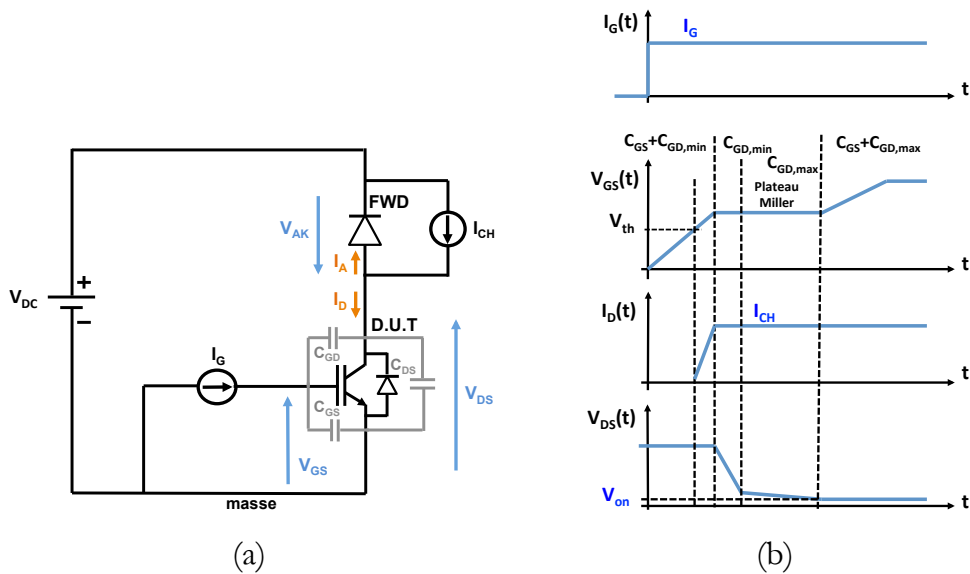 FWD
V_AK
I_CH
I_A
I_D
+
V_DC
−
D.U.T
I_G
C_GD
C_DS
C_GS
V_DS
V_GS
masse
(a)
I_G(t)
I_G
t
C_GS+C_GD,min
C_GD,min
C_GS+C_GD,max
C_GD,max
V_GS(t)
Plateau
Miller
V_th
t
I_D(t)
I_CH
t
V_DS(t)
V_on
t
(b)